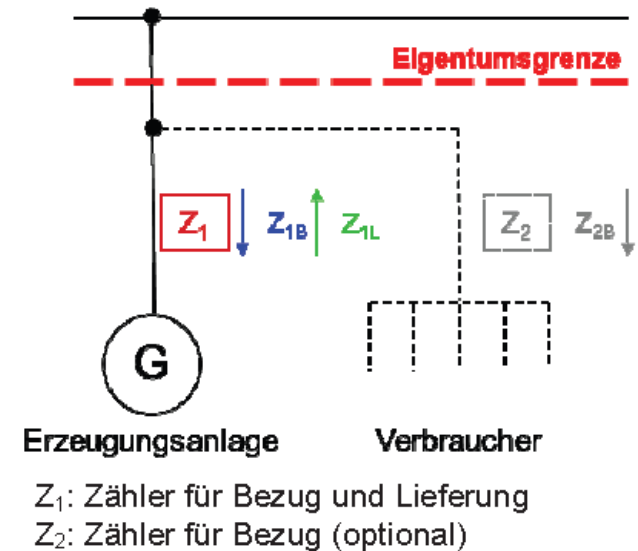 Eigentumsgrenze
Z₁ Z₁B Z₁L Z₂ Z₂B
G
Erzeugungsanlage Verbraucher
Z₁: Zähler für Bezug und Lieferung
Z₂: Zähler für Bezug (optional)